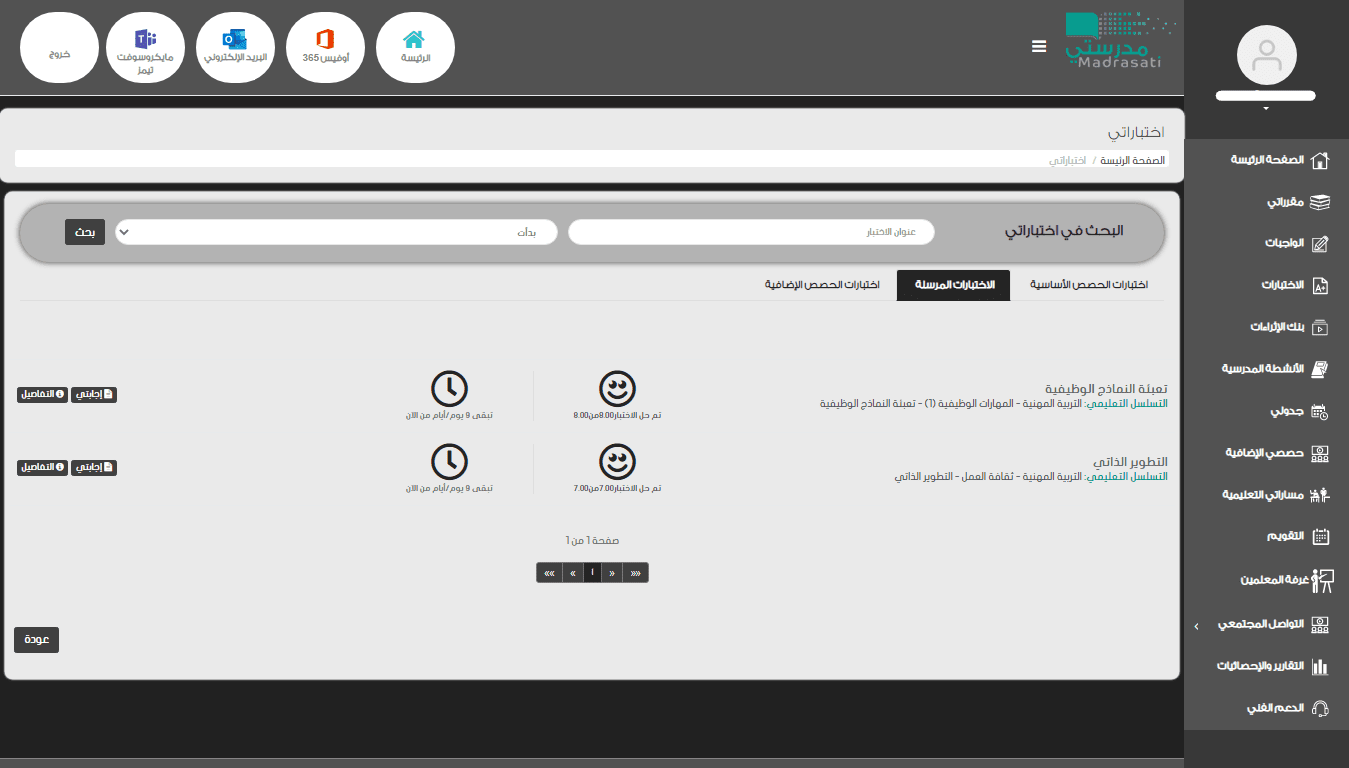 مدرستي
Madrasati
الرئيسة
أوفيس 365
البريد الإلكتروني
مايكروسوفت
تيمز
خروج
الصفحة الرئيسة
مقرراتي
الواجبات
الاختبارات
بنك الإثراءات
الأنشطة المدرسية
جدولي
حصصي الإضافية
مساراتي التعليمية
التقويم
غرفة المعلمين
التواصل المجتمعي
التقارير والإحصائيات
الدعم الفني
اختباراتي
الصفحة الرئيسة / اختباراتي
البحث في اختباراتي عنوان الاختبار بدأت بحث
اختبارات الحصص الأساسية الاختبارات المرسلة اختبارات الحصص الإضافية
تعبئة النماذج الوظيفية
التسلسل التعليمي: التربية المهنية - المهارات الوظيفية (1) - تعبئة النماذج الوظيفية
تم حل الاختبار8.00من8.00
تبقى 9 يوم/أيام من الآن
إجابتي التفاصيل
التطوير الذاتي
التسلسل التعليمي: التربية المهنية - ثقافة العمل - التطوير الذاتي
تم حل الاختبار7.00من7.00
تبقى 9 يوم/أيام من الآن
إجابتي التفاصيل
صفحة 1 من 1
«« « 1 » »»
عودة